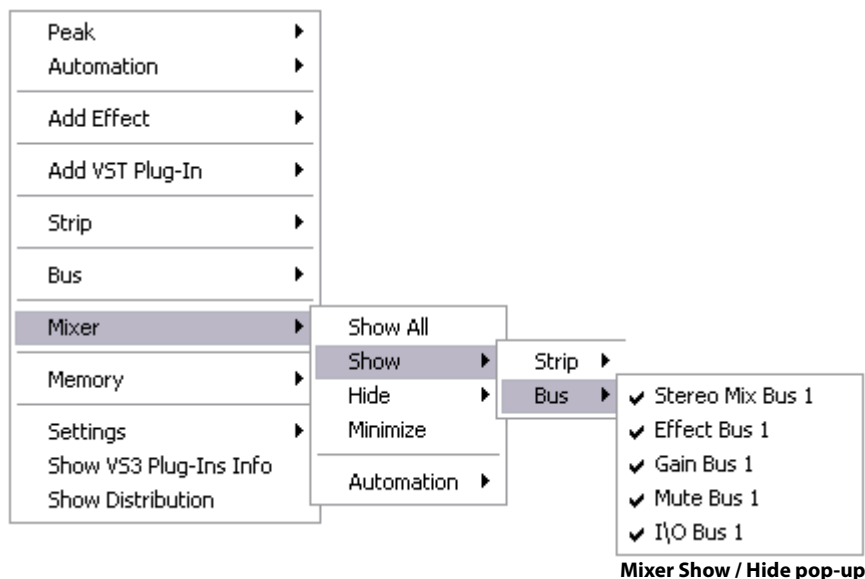 Peak
Automation
Add Effect
Add VST Plug-In
Strip
Bus
Mixer
Memory
Settings
Show VS3 Plug-Ins Info
Show Distribution
Show All
Show
Hide
Minimize
Automation
Strip
Bus
Stereo Mix Bus 1
Effect Bus 1
Gain Bus 1
Mute Bus 1
I\O Bus 1
Mixer Show / Hide pop-up